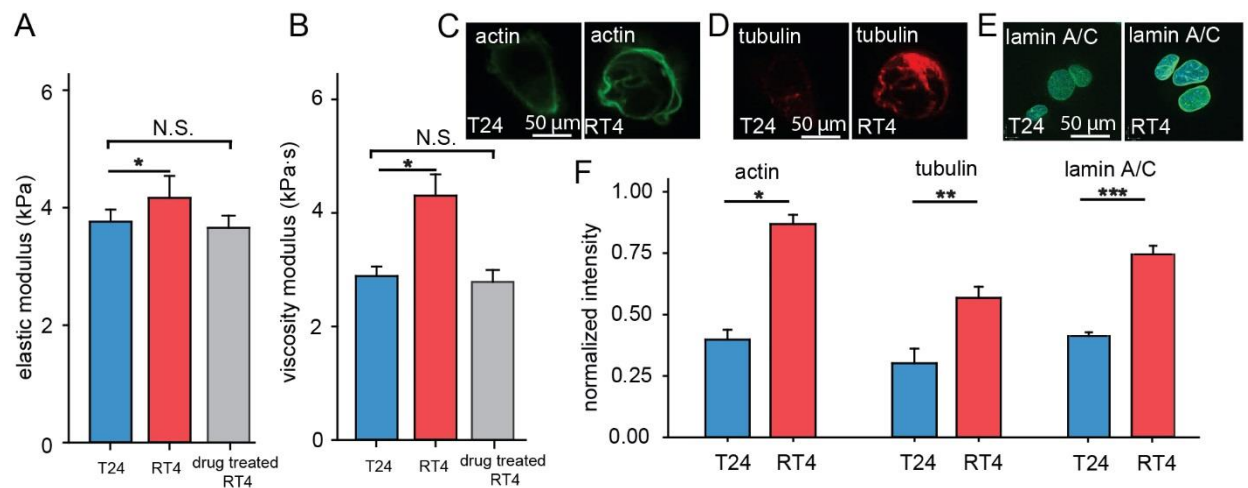 A
elastic modulus (kPa)
6
4
2
0
N.S.
*
T24
RT4
drug treated
RT4
B
viscosity modulus (kPa·s)
6
4
2
0
N.S.
*
T24
RT4
drug treated
RT4
C
actin
T24
50 μm
actin
RT4
D
tubulin
T24
50 μm
tubulin
RT4
E
lamin A/C
T24
50 μm
lamin A/C
RT4
F
normalized intensity
1.00
0.75
0.50
0.25
0.00
actin
*
T24
RT4
tubulin
**
T24
RT4
lamin A/C
***
T24
RT4